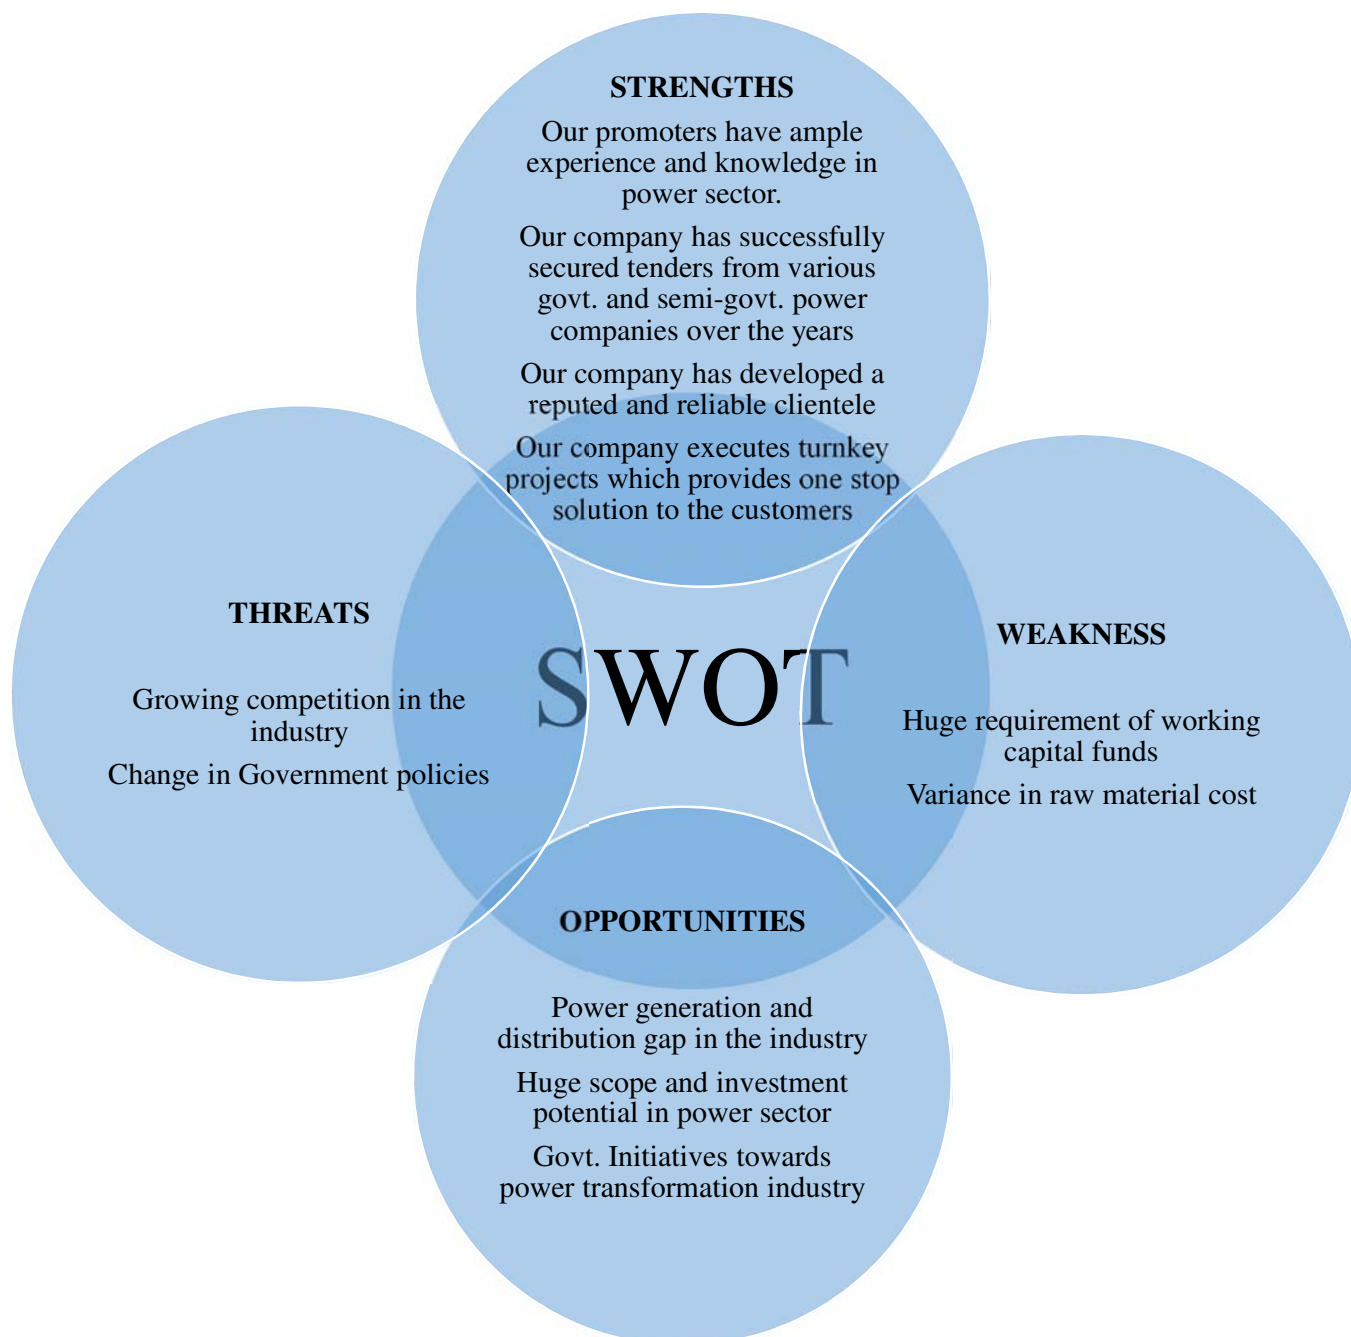 STRENGTHS
Our promoters have ample
experience and knowledge in
power sector.
Our company has successfully
secured tenders from various
govt. and semi-govt. power
companies over the years
Our company has developed a
reputed and reliable clientele
Our company executes turnkey
projects which provides one stop
solution to the customers
THREATS
Growing competition in the
industry
Change in Government policies
SWOT
WEAKNESS
Huge requirement of working
capital funds
Variance in raw material cost
OPPORTUNITIES
Power generation and
distribution gap in the industry
Huge scope and investment
potential in power sector
Govt. Initiatives towards
power transformation industry